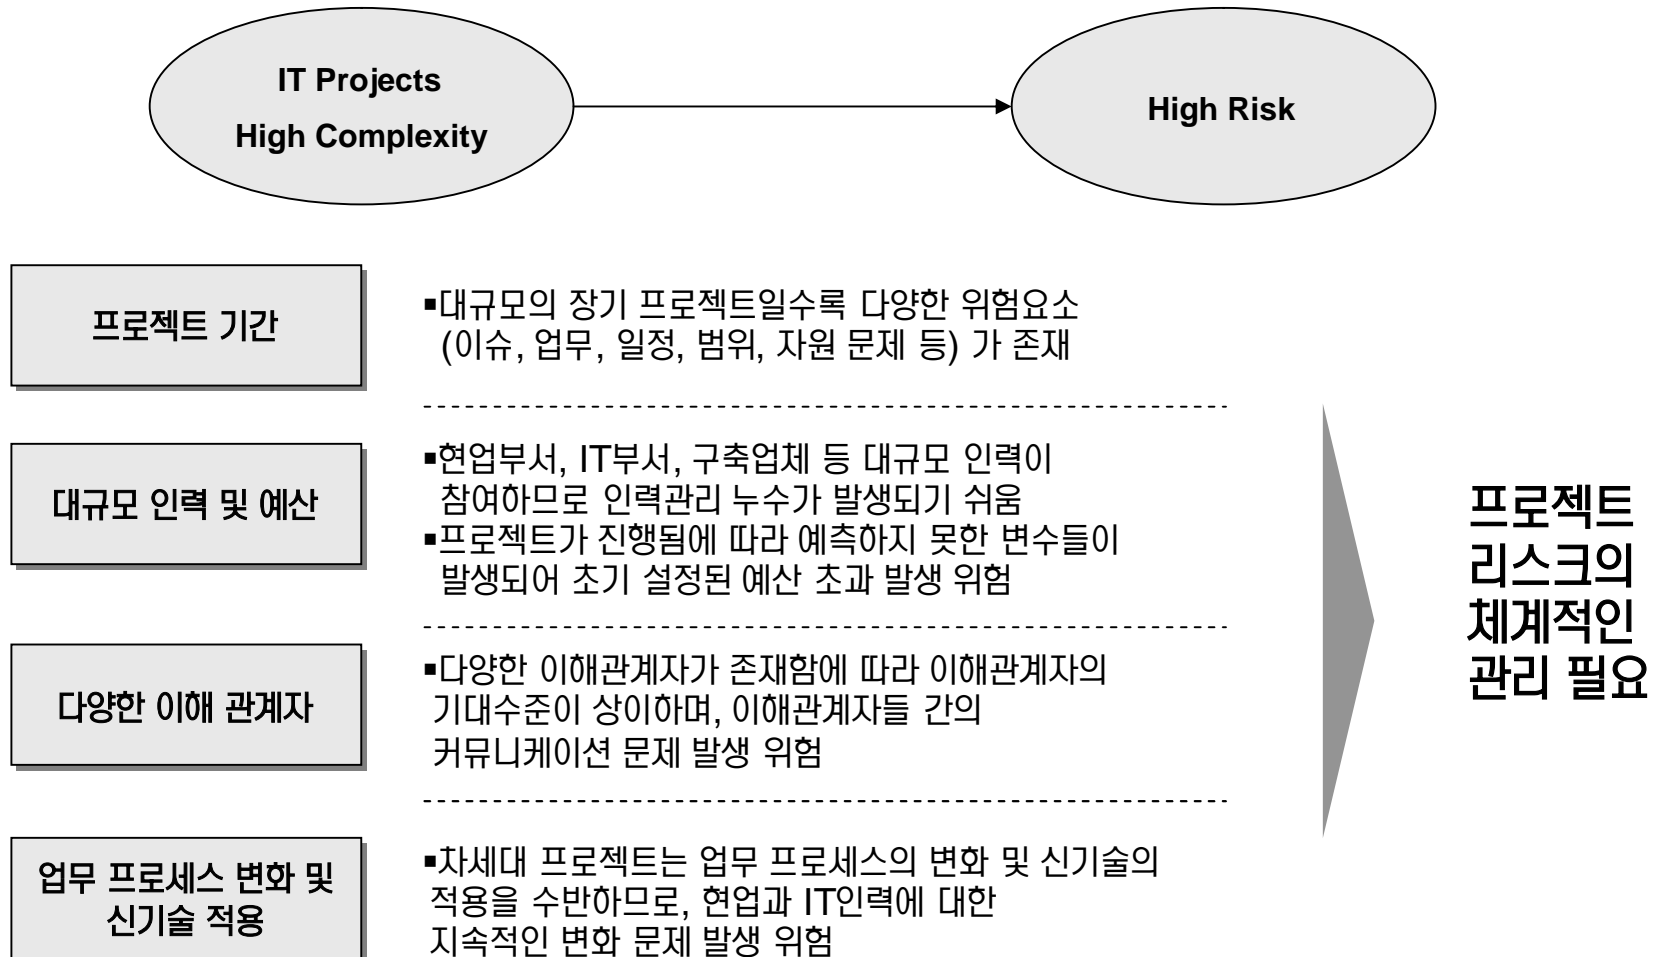 IT Projects
High Complexity
High Risk
프로젝트 기간
▪대규모의 장기 프로젝트일수록 다양한 위험요소
(이슈, 업무, 일정, 범위, 자원 문제 등) 가 존재
대규모 인력 및 예산
▪현업부서, IT부서, 구축업체 등 대규모 인력이
참여하므로 인력관리 누수가 발생되기 쉬움
▪프로젝트가 진행됨에 따라 예측하지 못한 변수들이
발생되어 초기 설정된 예산 초과 발생 위험
다양한 이해 관계자
▪다양한 이해관계자가 존재함에 따라 이해관계자의
기대수준이 상이하며, 이해관계자들 간의
커뮤니케이션 문제 발생 위험
업무 프로세스 변화 및
신기술 적용
▪차세대 프로젝트는 업무 프로세스의 변화 및 신기술의
적용을 수반하므로, 현업과 IT인력에 대한
지속적인 변화 문제 발생 위험
프로젝트
리스크의
체계적인
관리 필요